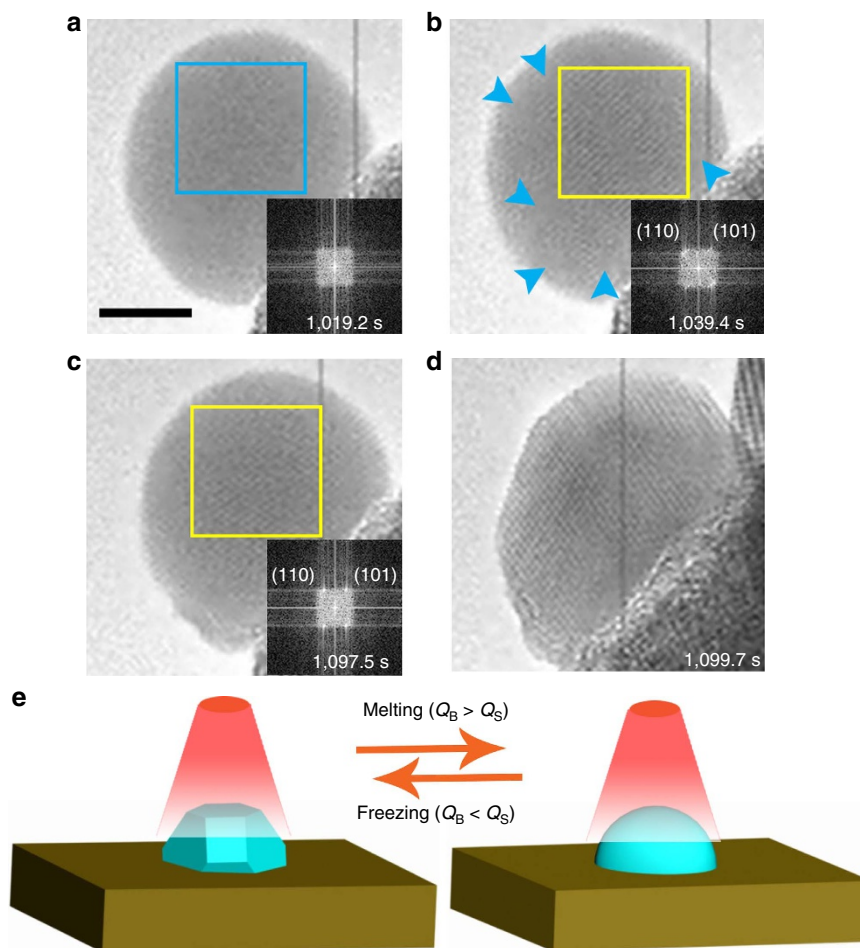 a
b
1,019.2 s
(110) (101)
1,039.4 s
c
d
(110) (101)
1,097.5 s
1,099.7 s
e
Melting (QB > QS)
Freezing (QB < QS)